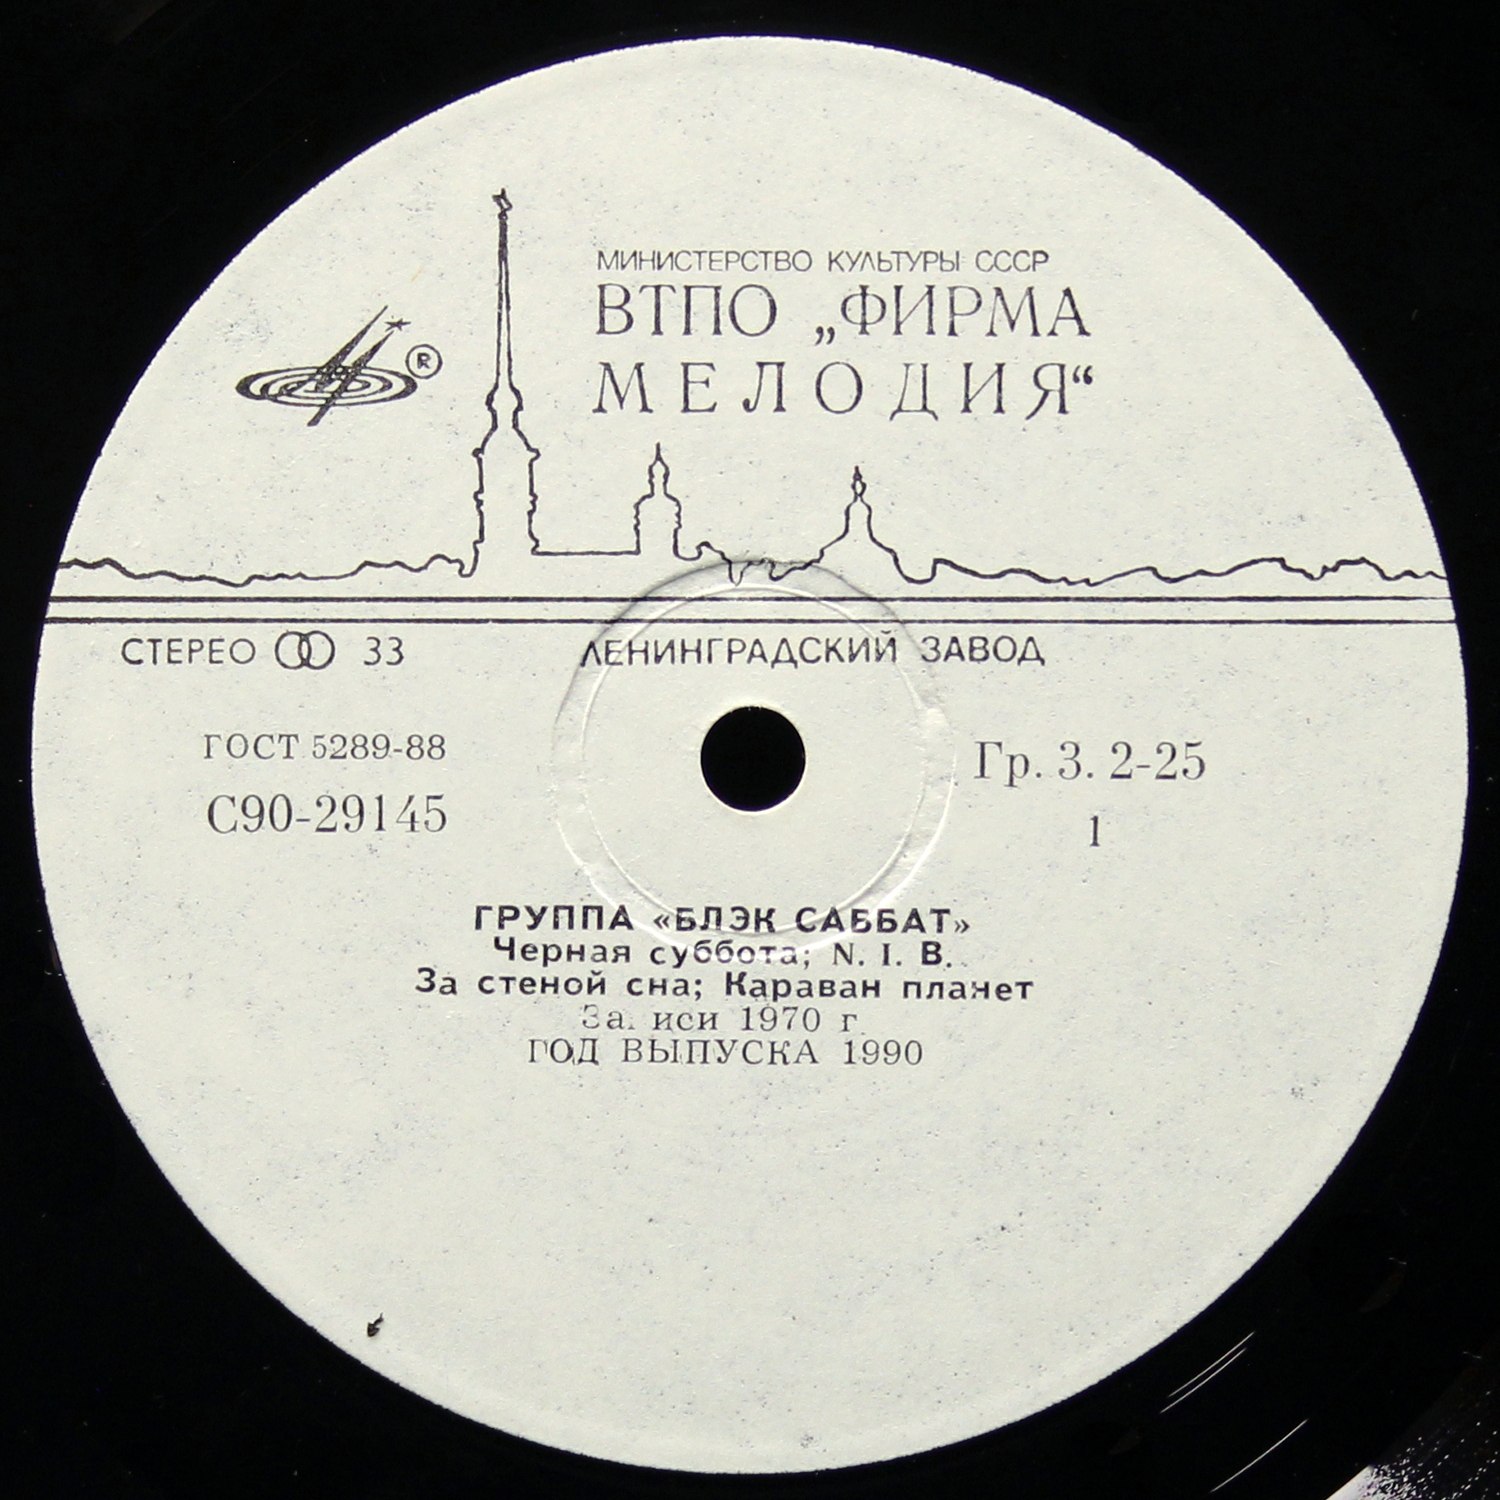 МИНИСТЕРСТВО КУЛЬТУРЫ СССР
ВТПО „ФИРМА
МЕЛОДИЯ“
®
СТЕРЕО 33
ЛЕНИНГРАДСКИЙ ЗАВОД
ГОСТ 5289-88
С90-29145
Гр. 3. 2-25
1
ГРУППА «БЛЭК САББАТ»
Черная суббота; N. I. B.
За стеной сна; Караван планет
Записи 1970 г.
ГОД ВЫПУСКА 1990